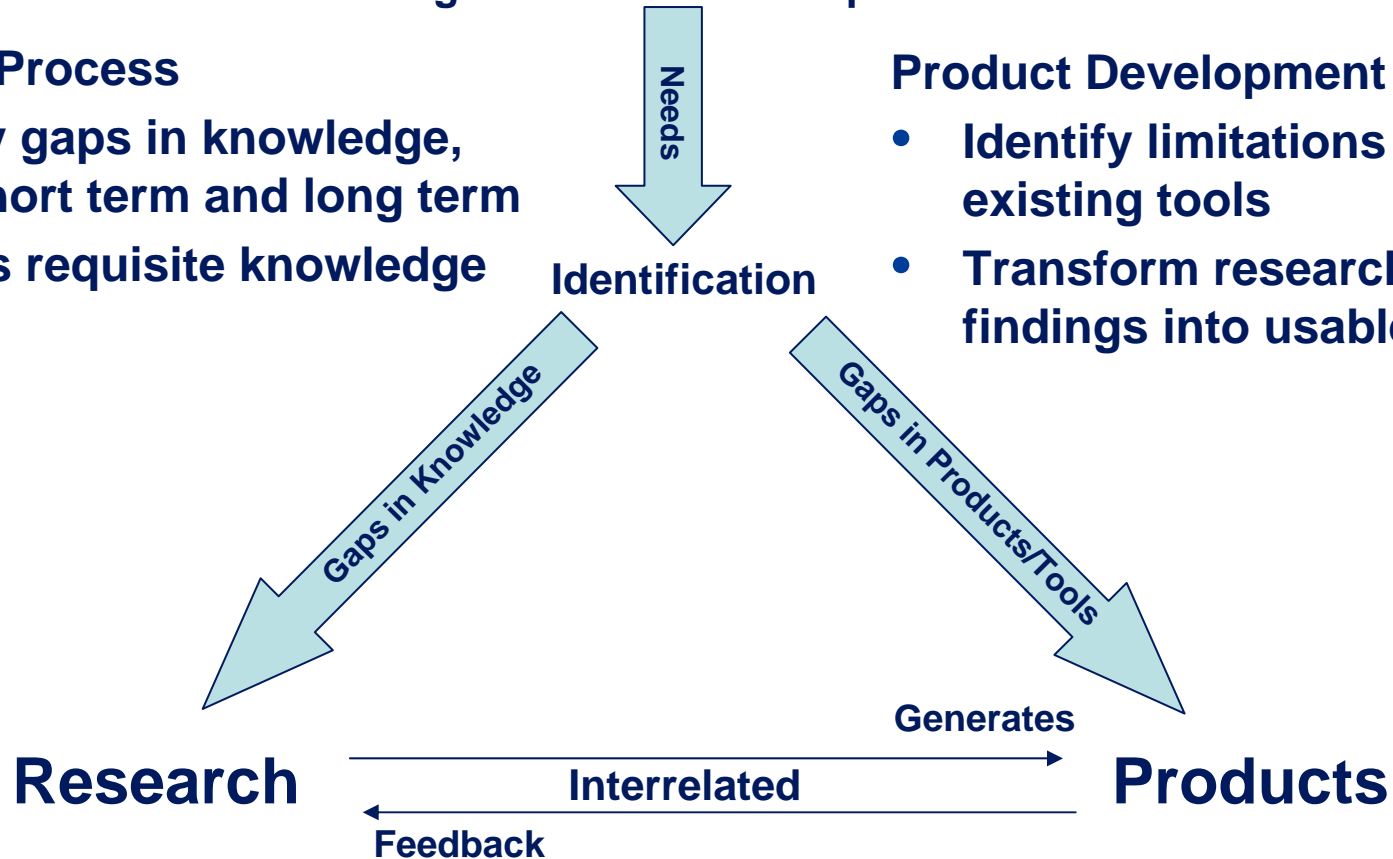 Process
Product Development
gaps in knowledge,
term and long term
requisite knowledge
Needs
• Identify limitations
existing tools
• Transform research
findings into usable
Identification
Gaps in Knowledge
Gaps in Products/Tools
Generates
Research
Interrelated
Products
Feedback